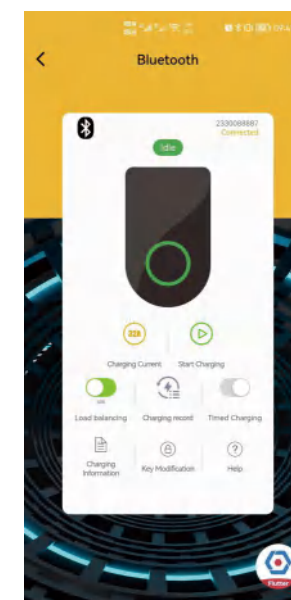 Bluetooth
2330088887
Connected
Idle
Charging Current
Start Charging
ON
Load balancing
Charging record
Timed Charging
Charging
Information
Key Modification
Help
Flutter